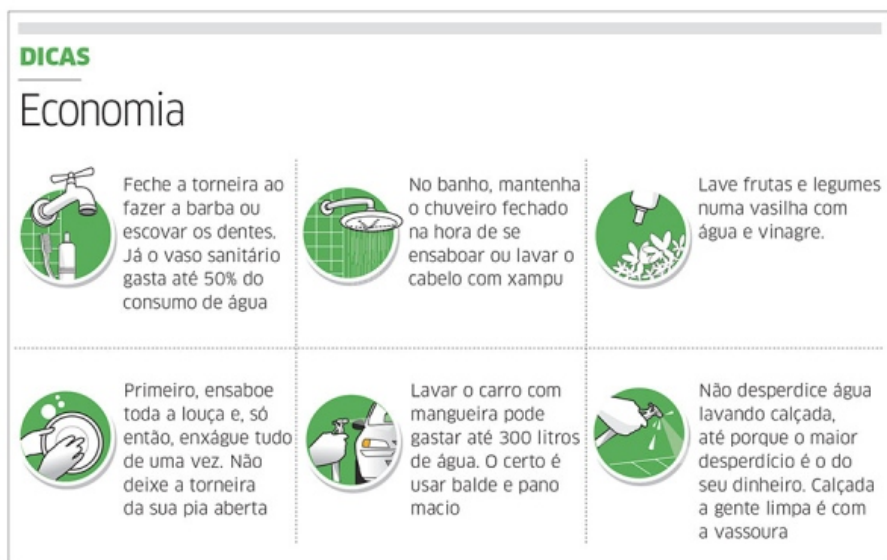 DICAS
Economia
Feche a torneira ao
fazer a barba ou
escovar os dentes.
Já o vaso sanitário
gasta até 50% do
consumo de água
No banho, mantenha
o chuveiro fechado
na hora de se
ensaboar ou lavar o
cabelo com xampu
Lave frutas e legumes
numa vasilha com
água e vinagre.
Primeiro, ensaboe
toda a louça e, só
então, enxágue tudo
de uma vez. Não
deixe a torneira
da sua pia aberta
Lavar o carro com
mangueira pode
gastar até 300 litros
de água. O certo é
usar balde e pano
macio
Não desperdice água
lavando calçada,
até porque o maior
desperdício é o do
seu dinheiro. Calçada
a gente limpa é com
a vassoura